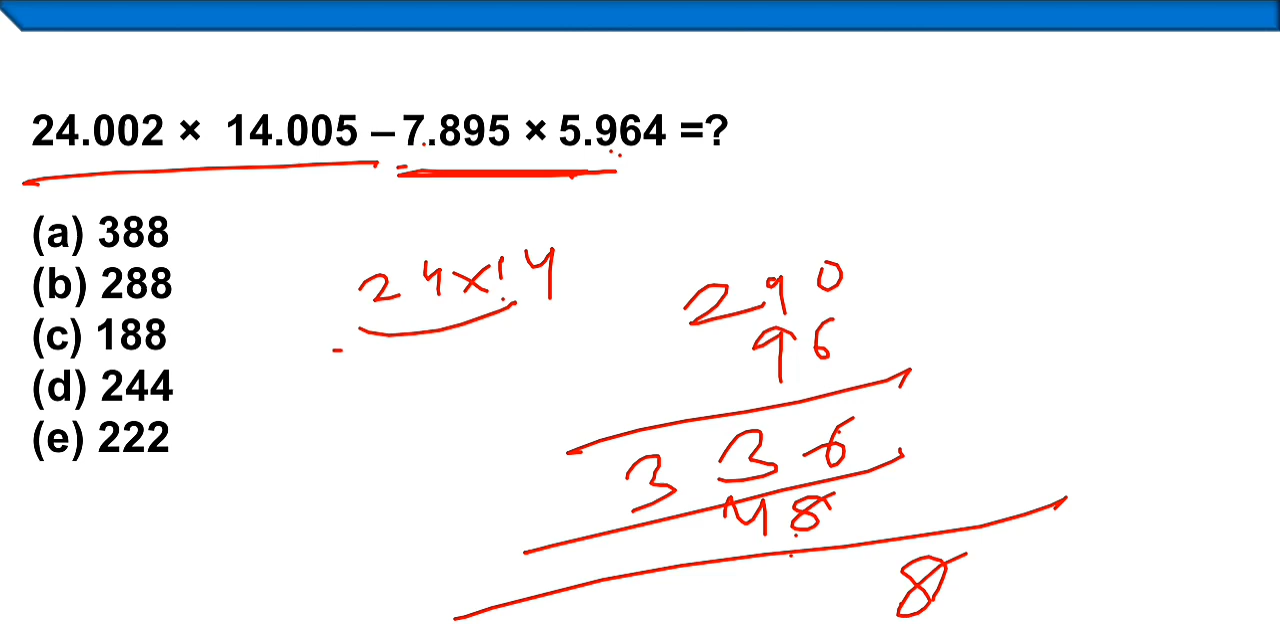 24.002 × 14.005 – 7.895 × 5.964 =?
(a) 388
(b) 288
(c) 188
(d) 244
(e) 222
24×14
290
96
336
48
8